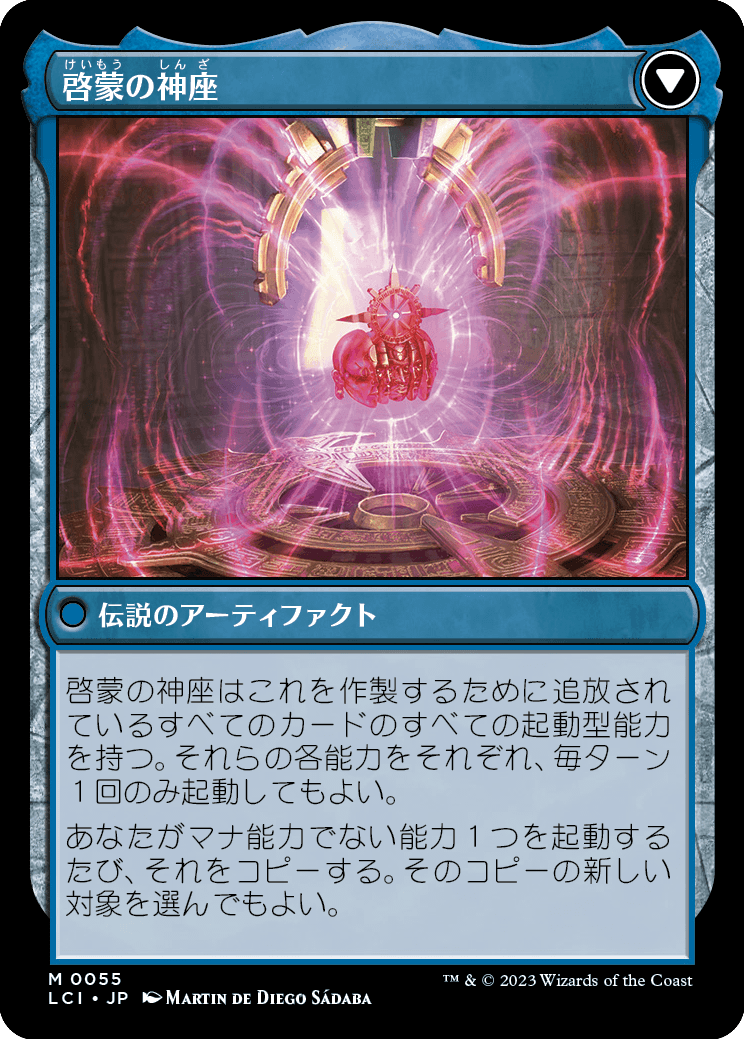 けいもう しんざ
啓蒙の神座
伝説のアーティファクト
啓蒙の神座はこれを作製するために追放され
ているすべてのカードのすべての起動型能力
を持つ。それらの各能力をそれぞれ、毎ターン
１回のみ起動してもよい。
あなたがマナ能力でない能力１つを起動する
たび、それをコピーする。そのコピーの新しい
対象を選んでもよい。
M 0055
LCI • JP Martin de Diego Sádaba
™ & © 2023 Wizards of the Coast